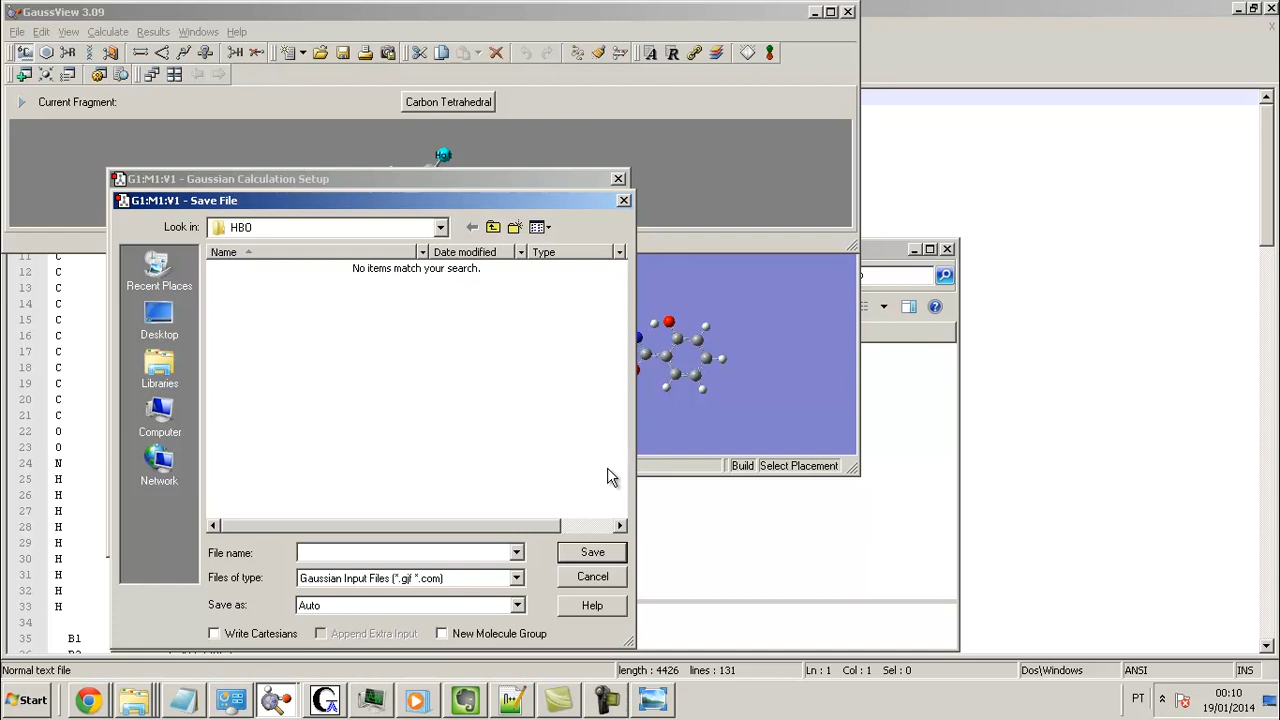 GaussView 3.09
File Edit View Calculate Results Windows Help
Current Fragment:
Carbon Tetrahedral
G1:M1:V1 - Gaussian Calculation Setup
G1:M1:V1 - Save File
Look in:
HBO
Name
Date modified
Type
No items match your search.
Recent Places
Desktop
Libraries
Computer
Network
File name:
Save
Files of type:
Gaussian Input Files (*.gjf *.com)
Cancel
Save as:
Auto
Help
Write Cartesians
Append Extra Input
New Molecule Group
Build
Select Placement
11 C
12 C
13 C
14 C
15 C
16 C
17 C
18 C
19 C
20 C
21 C
22 O
23 O
24 N
25 H
26 H
27 H
28 H
29 H
30 H
31 H
32 H
33 H
34
35 B1
Normal text file
length : 4426 lines : 131
Ln : 1 Col : 1 Sel : 0
Dos\Windows
ANSI
INS
Start
PT
00:10
19/01/2014